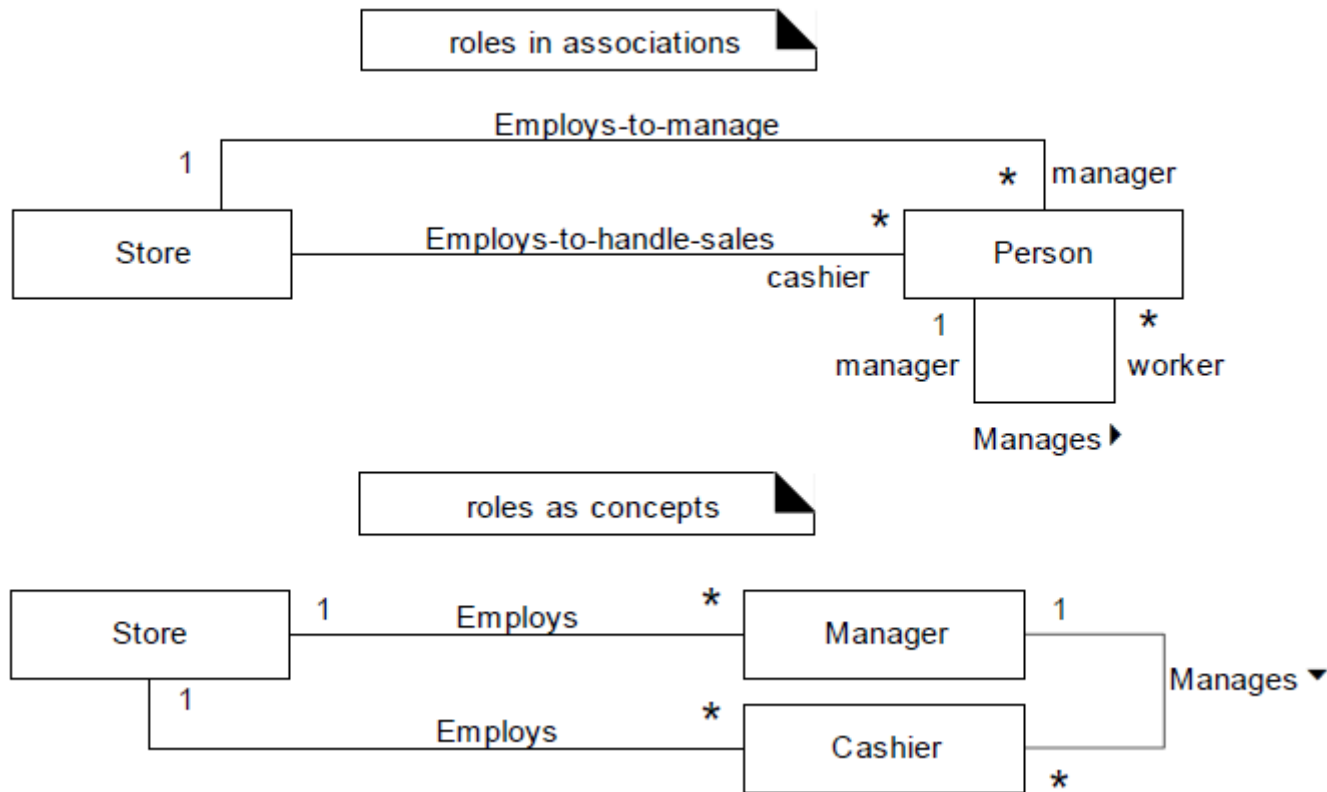 roles in associations
Employs-to-manage
1
* manager
Store
Employs-to-handle-sales
*
Person
cashier
1 *
manager worker
Manages
roles as concepts
Store
1 Employs *
Manager
1
1
Manages
Employs *
Cashier
*